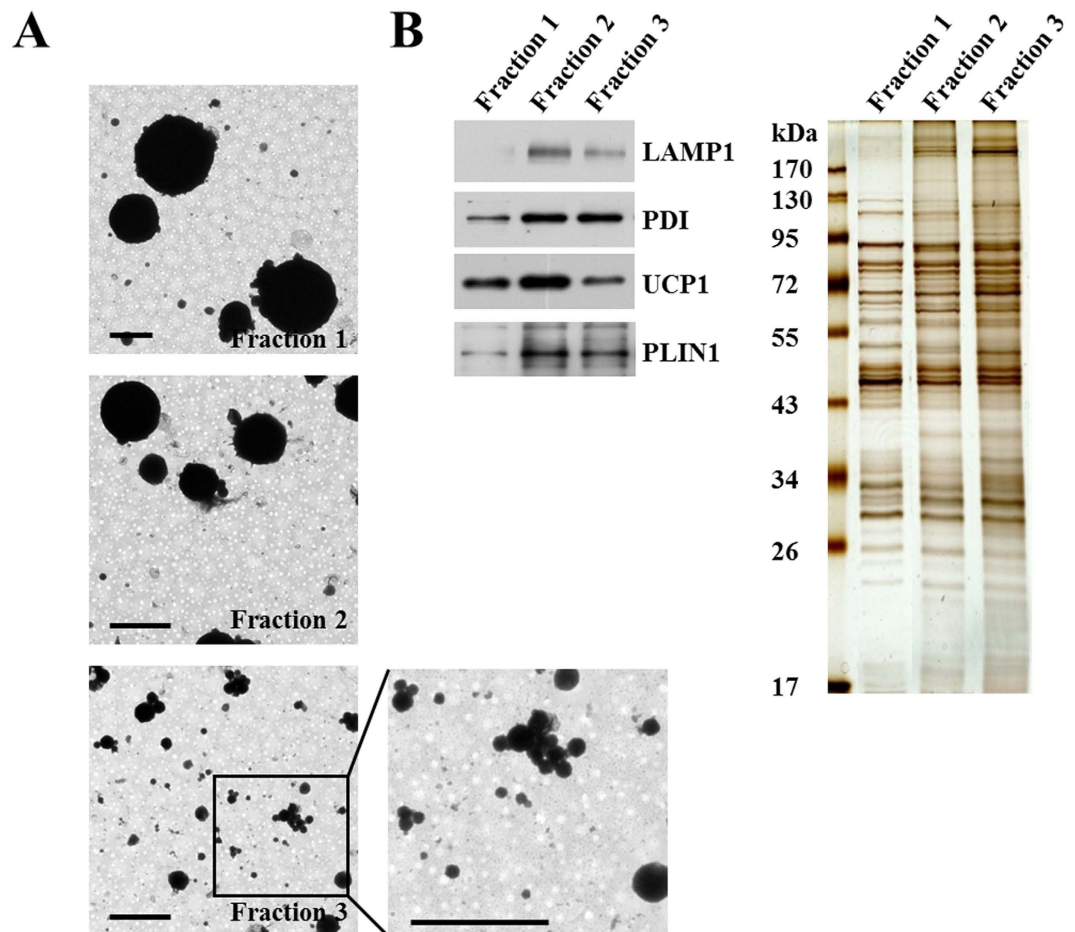 A
Fraction 1
Fraction 2
Fraction 3
B
Fraction 1
Fraction 2
Fraction 3
LAMP1
PDI
UCP1
PLIN1
Fraction 1
Fraction 2
Fraction 3
kDa
170
130
95
72
55
43
34
26
17